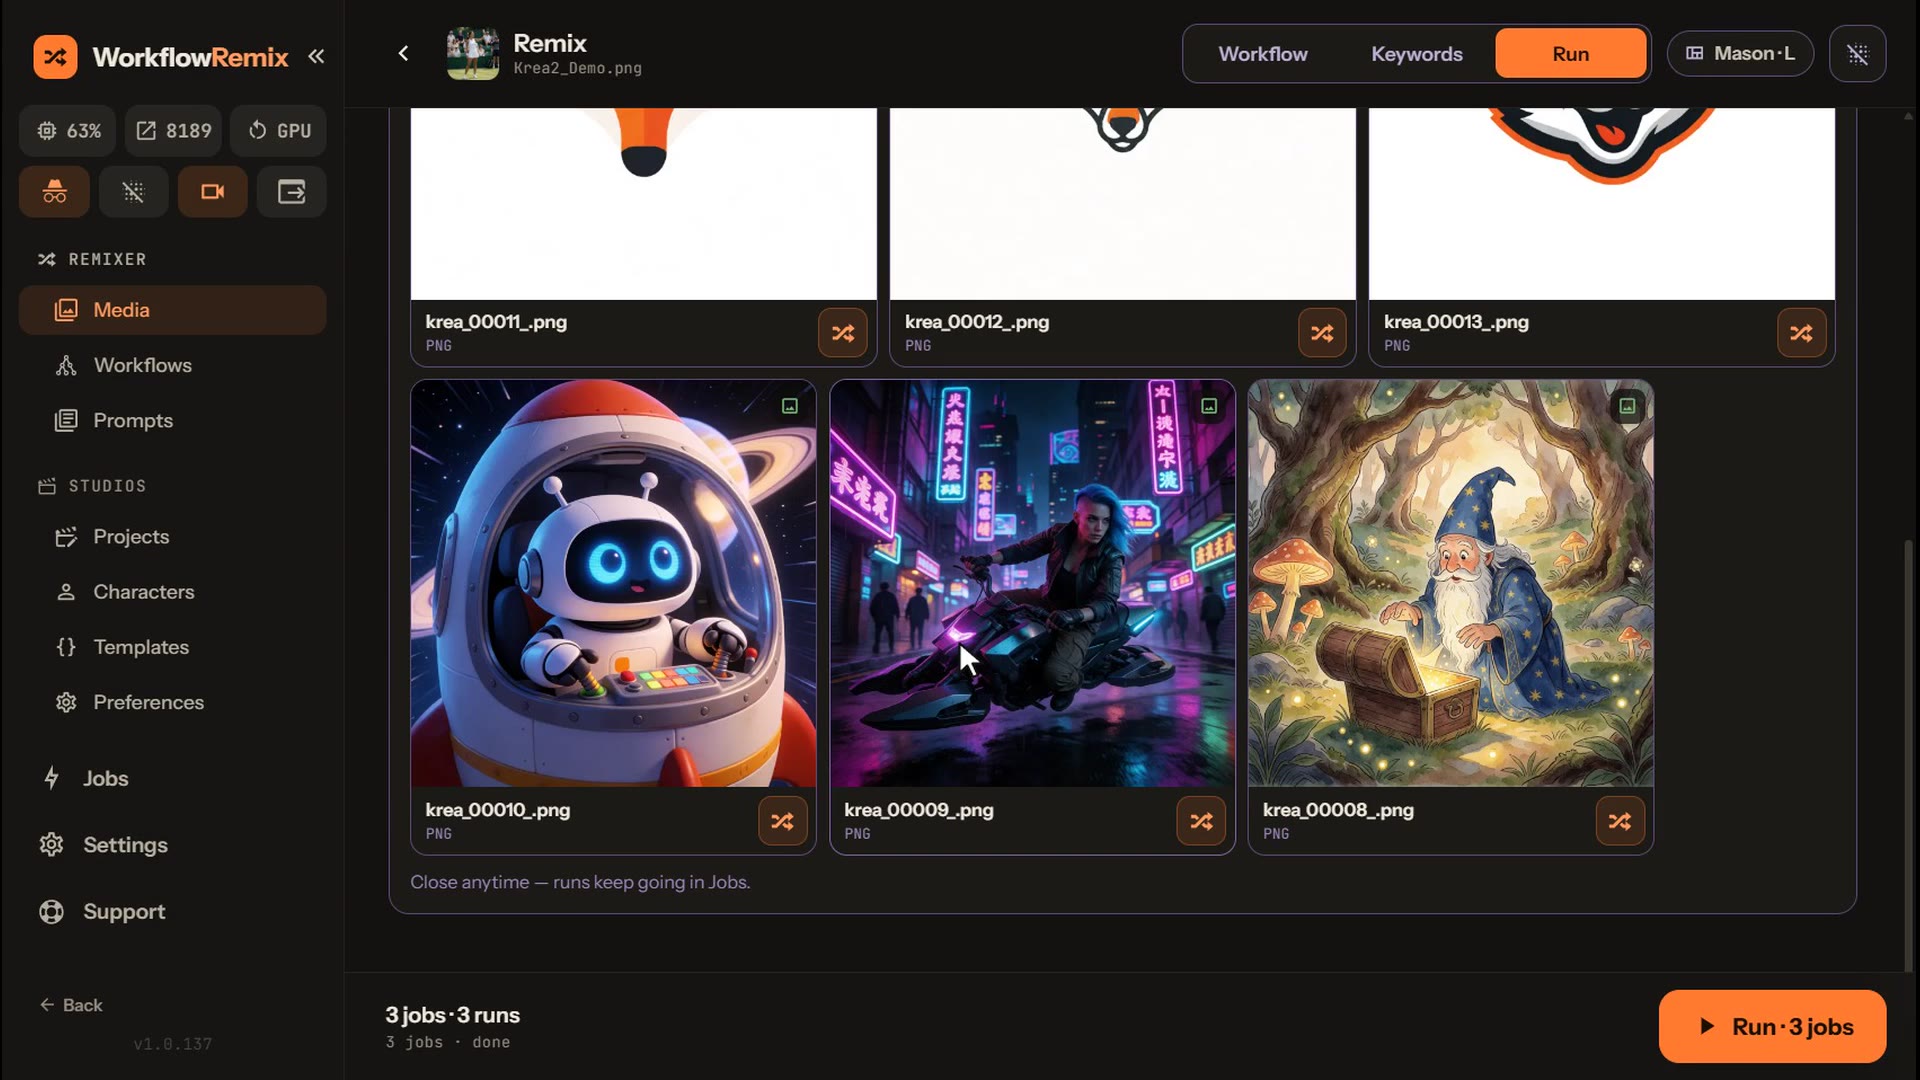 WorkflowRemix
Remix
Krea2_Demo.png
Workflow
Keywords
Run
Mason·L
63%
8189
GPU
REMIXER
Media
Workflows
Prompts
STUDIOS
Projects
Characters
Templates
Preferences
Jobs
Settings
Support
Back
v1.0.137
krea_00011_.png
PNG
krea_00012_.png
PNG
krea_00013_.png
PNG
krea_00010_.png
PNG
krea_00009_.png
PNG
krea_00008_.png
PNG
Close anytime — runs keep going in Jobs.
3 jobs · 3 runs
3 jobs · done
Run · 3 jobs